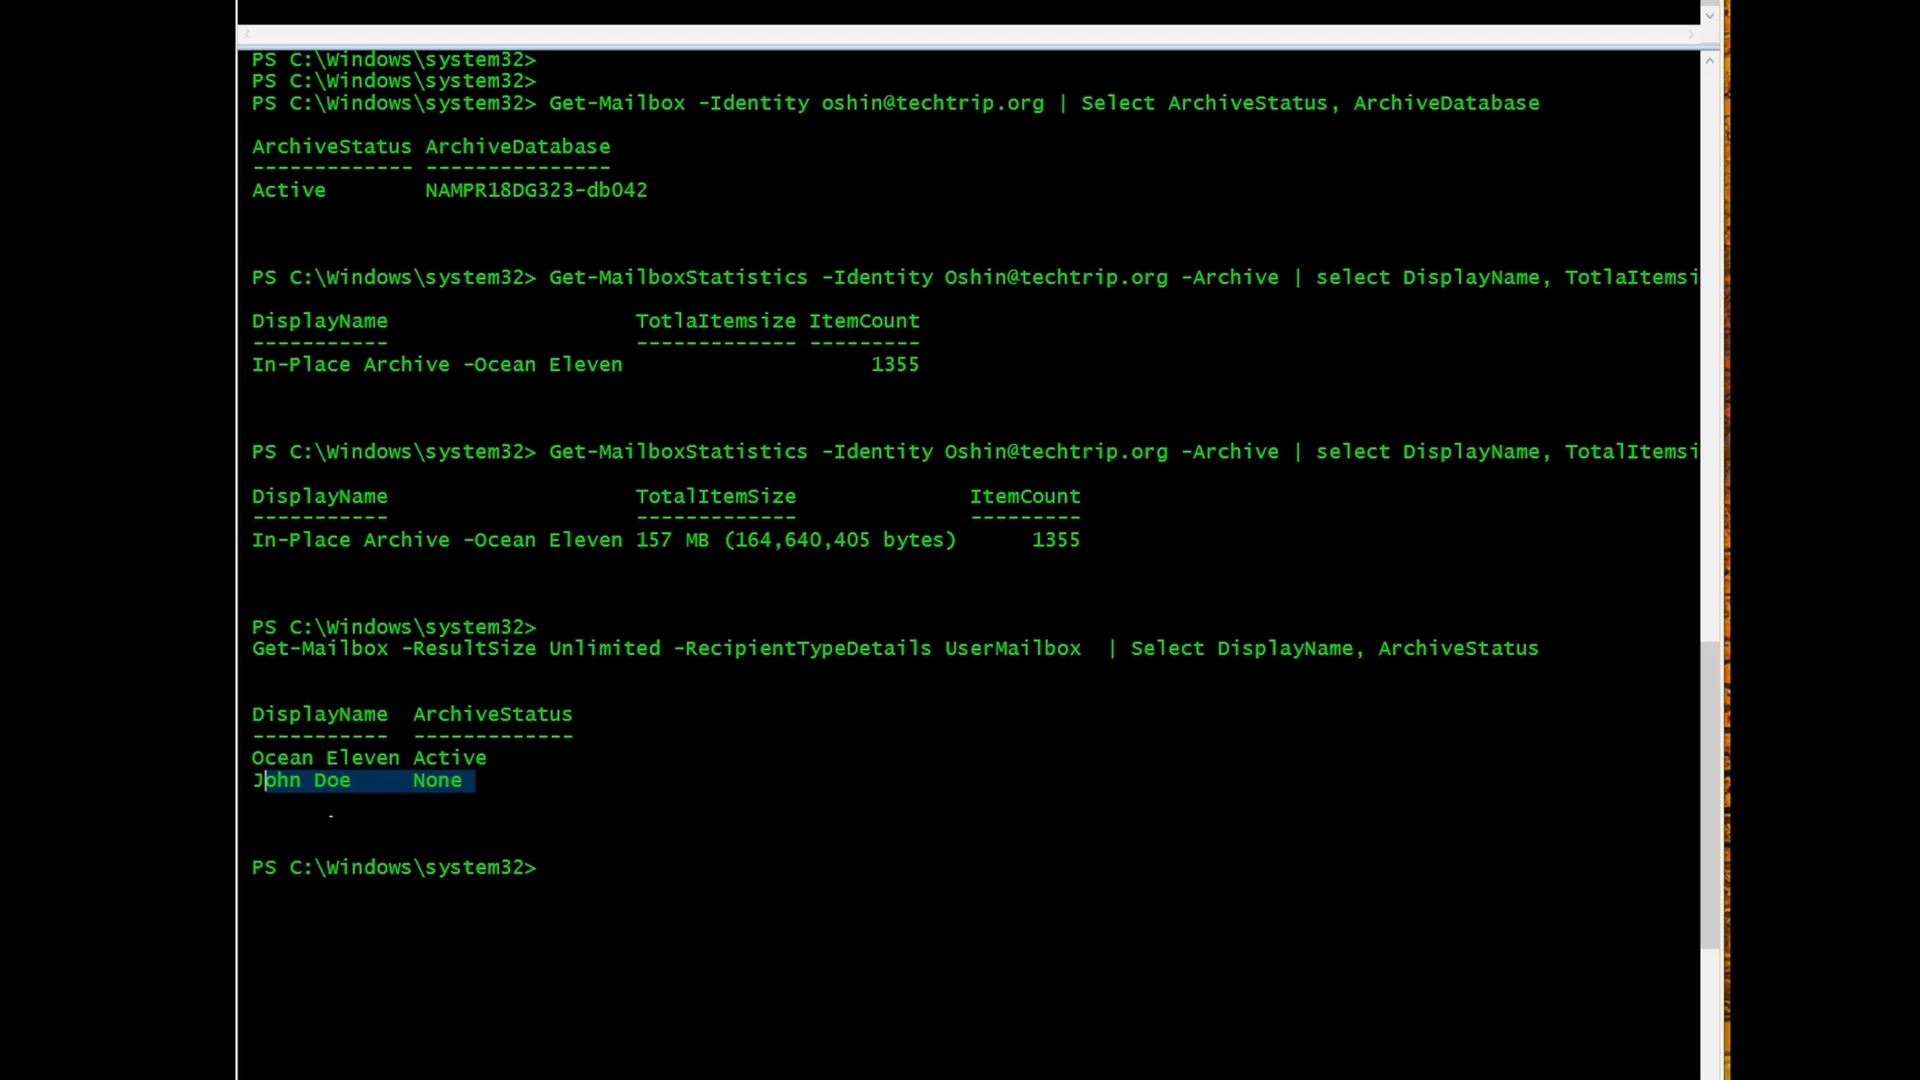 PS C:\Windows\system32>
PS C:\Windows\system32>
PS C:\Windows\system32> Get-Mailbox -Identity oshin@techtrip.org | Select ArchiveStatus, ArchiveDatabase
ArchiveStatus ArchiveDatabase
------------- ---------------
Active        NAMPR18DG323-db042
PS C:\Windows\system32> Get-MailboxStatistics -Identity Oshin@techtrip.org -Archive | select DisplayName, TotlaItemsi
DisplayName                    TotlaItemsize ItemCount
-----------                    ------------- ---------
In-Place Archive -Ocean Eleven                    1355
PS C:\Windows\system32> Get-MailboxStatistics -Identity Oshin@techtrip.org -Archive | select DisplayName, TotalItemsi
DisplayName                    TotalItemSize              ItemCount
-----------                    -------------              ---------
In-Place Archive -Ocean Eleven 157 MB (164,640,405 bytes)      1355
PS C:\Windows\system32>
Get-Mailbox -ResultSize Unlimited -RecipientTypeDetails UserMailbox  | Select DisplayName, ArchiveStatus
DisplayName  ArchiveStatus
-----------  -------------
Ocean Eleven Active
John Doe     None
PS C:\Windows\system32>